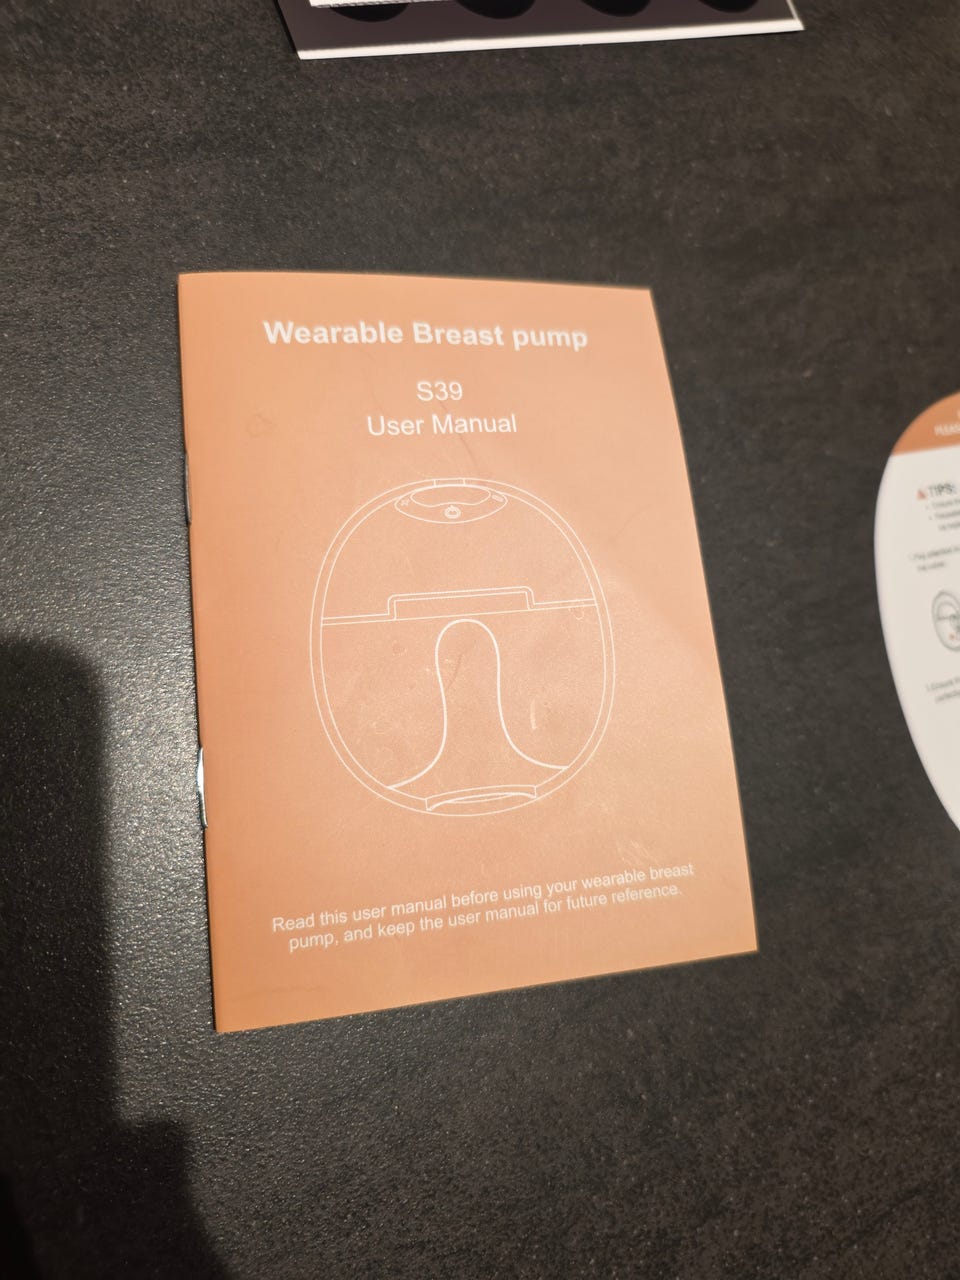 Wearable Breast pump
S39
User Manual
Read this user manual before using your wearable breast
pump, and keep the user manual for future reference.
TIPS: